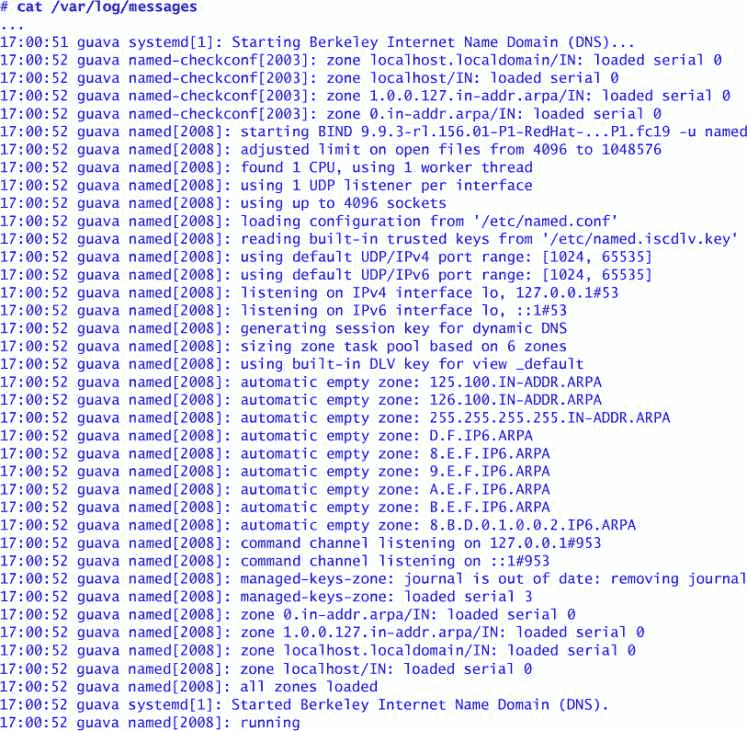 # cat /var/log/messages
...
17:00:51 guava systemd[1]: Starting Berkeley Internet Name Domain (DNS)...
17:00:52 guava named-checkconf[2003]: zone localhost.localdomain/IN: loaded serial 0
17:00:52 guava named-checkconf[2003]: zone localhost/IN: loaded serial 0
17:00:52 guava named-checkconf[2003]: zone 1.0.0.127.in-addr.arpa/IN: loaded serial 0
17:00:52 guava named-checkconf[2003]: zone 0.in-addr.arpa/IN: loaded serial 0
17:00:52 guava named[2008]: starting BIND 9.9.3-rl.156.01-P1-RedHat-...P1.fc19 -u named
17:00:52 guava named[2008]: adjusted limit on open files from 4096 to 1048576
17:00:52 guava named[2008]: found 1 CPU, using 1 worker thread
17:00:52 guava named[2008]: using 1 UDP listener per interface
17:00:52 guava named[2008]: using up to 4096 sockets
17:00:52 guava named[2008]: loading configuration from '/etc/named.conf'
17:00:52 guava named[2008]: reading built-in trusted keys from '/etc/named.iscdlv.key'
17:00:52 guava named[2008]: using default UDP/IPv4 port range: [1024, 65535]
17:00:52 guava named[2008]: using default UDP/IPv6 port range: [1024, 65535]
17:00:52 guava named[2008]: listening on IPv4 interface lo, 127.0.0.1#53
17:00:52 guava named[2008]: listening on IPv6 interface lo, ::1#53
17:00:52 guava named[2008]: generating session key for dynamic DNS
17:00:52 guava named[2008]: sizing zone task pool based on 6 zones
17:00:52 guava named[2008]: using built-in DLV key for view _default
17:00:52 guava named[2008]: automatic empty zone: 125.100.IN-ADDR.ARPA
17:00:52 guava named[2008]: automatic empty zone: 126.100.IN-ADDR.ARPA
17:00:52 guava named[2008]: automatic empty zone: 255.255.255.255.IN-ADDR.ARPA
17:00:52 guava named[2008]: automatic empty zone: D.F.IP6.ARPA
17:00:52 guava named[2008]: automatic empty zone: 8.E.F.IP6.ARPA
17:00:52 guava named[2008]: automatic empty zone: 9.E.F.IP6.ARPA
17:00:52 guava named[2008]: automatic empty zone: A.E.F.IP6.ARPA
17:00:52 guava named[2008]: automatic empty zone: B.E.F.IP6.ARPA
17:00:52 guava named[2008]: automatic empty zone: 8.B.D.0.1.0.0.2.IP6.ARPA
17:00:52 guava named[2008]: command channel listening on 127.0.0.1#953
17:00:52 guava named[2008]: command channel listening on ::1#953
17:00:52 guava named[2008]: managed-keys-zone: journal is out of date: removing journal
17:00:52 guava named[2008]: managed-keys-zone: loaded serial 3
17:00:52 guava named[2008]: zone 0.in-addr.arpa/IN: loaded serial 0
17:00:52 guava named[2008]: zone 1.0.0.127.in-addr.arpa/IN: loaded serial 0
17:00:52 guava named[2008]: zone localhost.localdomain/IN: loaded serial 0
17:00:52 guava named[2008]: zone localhost/IN: loaded serial 0
17:00:52 guava named[2008]: all zones loaded
17:00:52 guava systemd[1]: Started Berkeley Internet Name Domain (DNS).
17:00:52 guava named[2008]: running